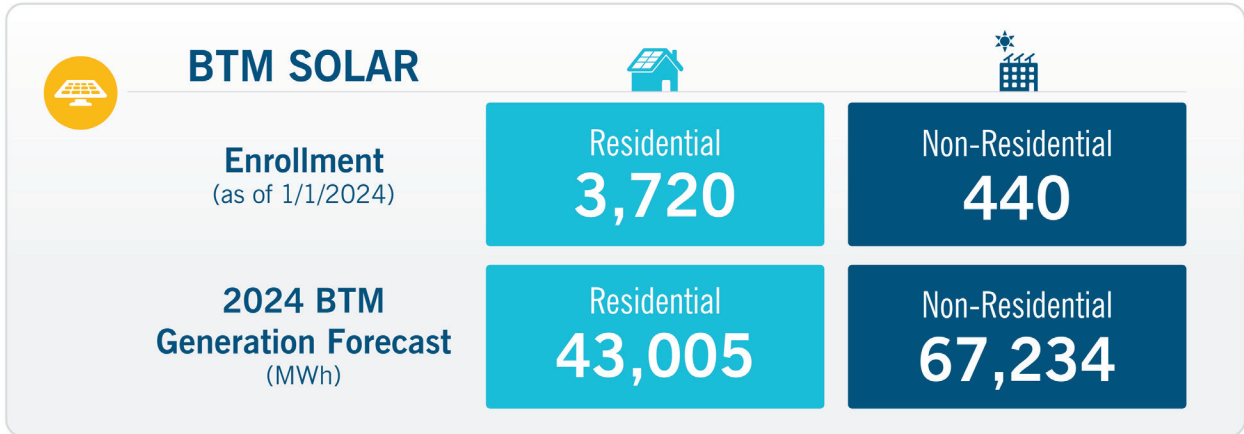 BTM SOLAR
Enrollment
(as of 1/1/2024)
Residential
3,720
Non-Residential
440
2024 BTM
Generation Forecast
(MWh)
Residential
43,005
Non-Residential
67,234